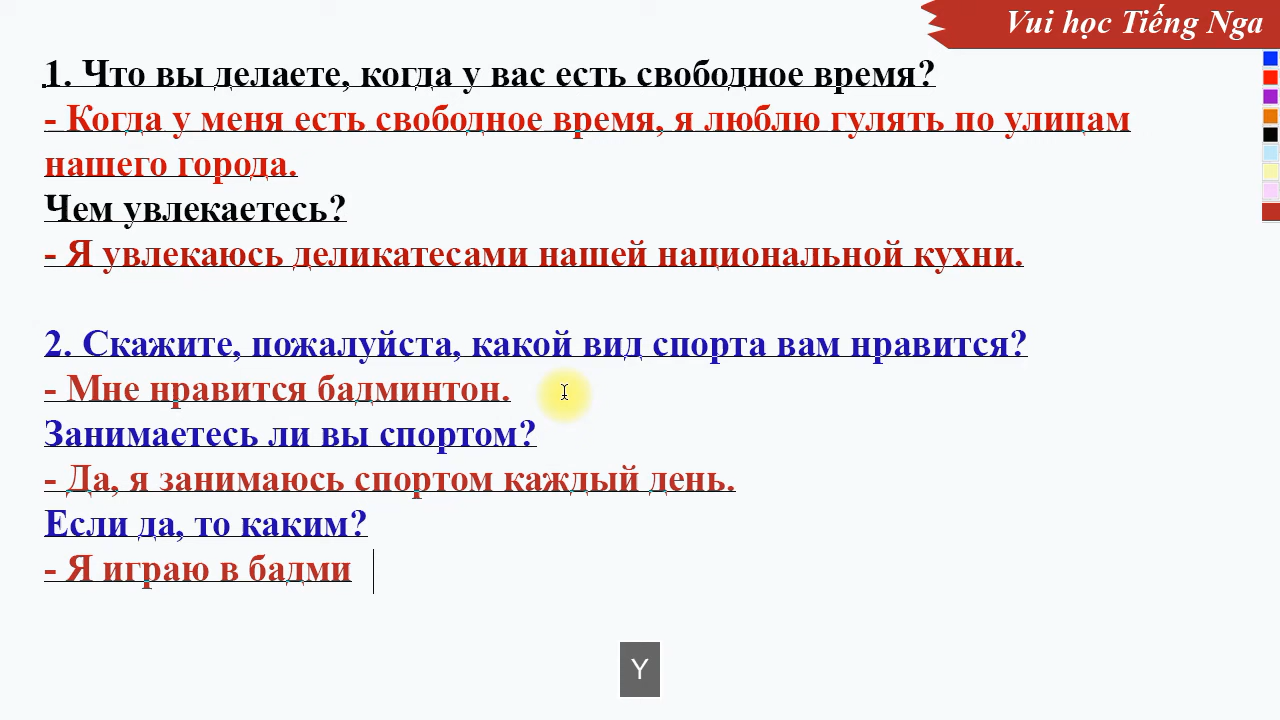 Vui học Tiếng Nga
1. Что вы делаете, когда у вас есть свободное время?
- Когда у меня есть свободное время, я люблю гулять по улицам
нашего города.
Чем увлекаетесь?
- Я увлекаюсь деликатесами нашей национальной кухни.
2. Скажите, пожалуйста, какой вид спорта вам нравится?
- Мне нравится бадминтон.
Занимаетесь ли вы спортом?
- Да, я занимаюсь спортом каждый день.
Если да, то каким?
- Я играю в бадми
Y